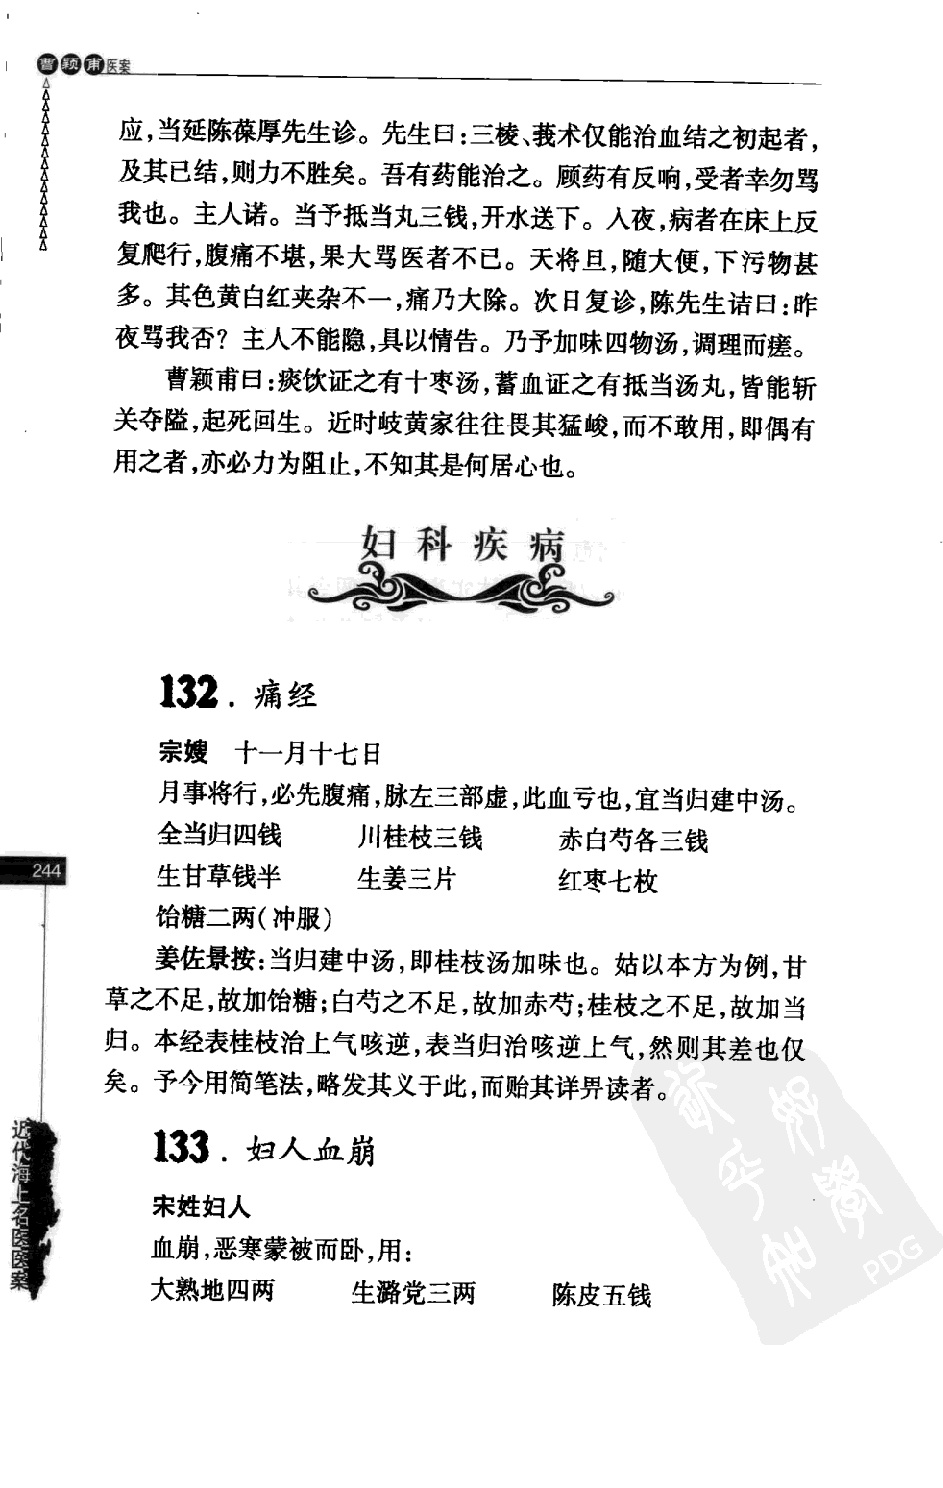 曹颖甫医案
应,当延陈葆厚先生诊。先生曰:三棱、莪术仅能治血结之初起者,
及其已结,则力不胜矣。吾有药能治之。顾药有反响,受者幸勿骂
我也。主人诺。当予抵当丸三钱,开水送下。入夜,病者在床上反
复爬行,腹痛不堪,果大骂医者不已。天将旦,随大便,下污物甚
多。其色黄白红夹杂不一,痛乃大除。次日复诊,陈先生诘曰:昨
夜骂我否?主人不能隐,具以情告。乃予加味四物汤,调理而瘥。
曹颖甫曰:痰饮证之有十枣汤,蓄血证之有抵当汤丸,皆能斩
关夺隘,起死回生。近时岐黄家往往畏其猛峻,而不敢用,即偶有
用之者,亦必力为阻止,不知其是何居心也。
妇科疾病
132.痛经
宗嫂 十一月十七日
月事将行,必先腹痛,脉左三部虚,此血亏也,宜当归建中汤。
全当归四钱 川桂枝三钱 赤白芍各三钱
生甘草钱半 生姜三片 红枣七枚
饴糖二两(冲服)
姜佐景按:当归建中汤,即桂枝汤加味也。姑以本方为例,甘
草之不足,故加饴糖;白芍之不足,故加赤芍;桂枝之不足,故加当
归。本经表桂枝治上气咳逆,表当归治咳逆上气,然则其差也仅
矣。予今用简笔法,略发其义于此,而贻其详畀读者。
133.妇人血崩
宋姓妇人
血崩,恶寒蒙被而卧,用:
大熟地四两 生潞党三两 陈皮五钱
244
近代海上名医医案
PDG